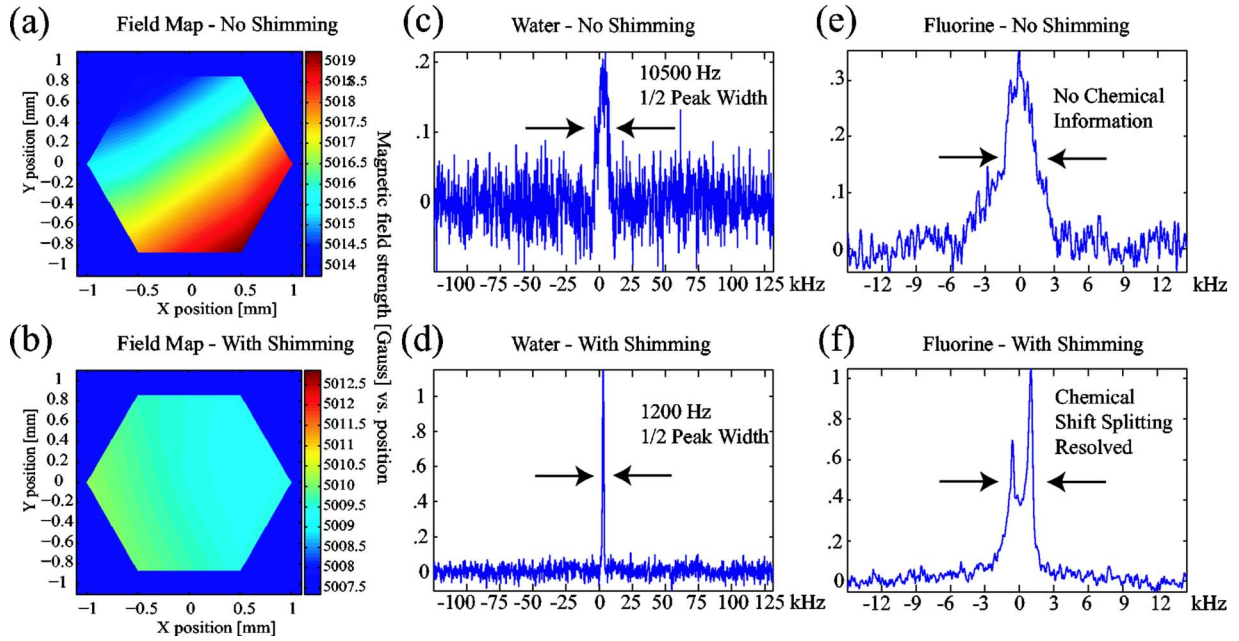 (a)
Field Map - No Shimming
1
0.8
0.6
0.4
0.2
0
−0.2
−0.4
−0.6
−0.8
−1
Y position [mm]
−1
−0.5
0
0.5
1
X position [mm]
5019
5018.5
5018
5017.5
5016.5
5016
5015.5
5015
5014.5
5014
Magnetic field strength [Gauss] vs. position
(c)
Water - No Shimming
.2
.1
0
10500 Hz
1/2 Peak Width
-100 -75 -50 -25 0 25 50 75 100 125 kHz
(e)
Fluorine - No Shimming
.3
.2
.1
0
No Chemical
Information
-12 -9 -6 -3 0 3 6 9 12 kHz
(b)
Field Map - With Shimming
1
0.8
0.6
0.4
0.2
0
−0.2
−0.4
−0.6
−0.8
−1
Y position [mm]
−1
−0.5
0
0.5
1
X position [mm]
5012.5
5011
5011
5010
5010
5009
5009
5008
5008
5007.5
(d)
Water - With Shimming
1
.8
.6
.4
.2
0
1200 Hz
1/2 Peak Width
-100 -75 -50 -25 0 25 50 75 100 125 kHz
(f)
Fluorine - With Shimming
1
.8
.6
.4
.2
0
Chemical
Shift Splitting
Resolved
-12 -9 -6 -3 0 3 6 9 12 kHz